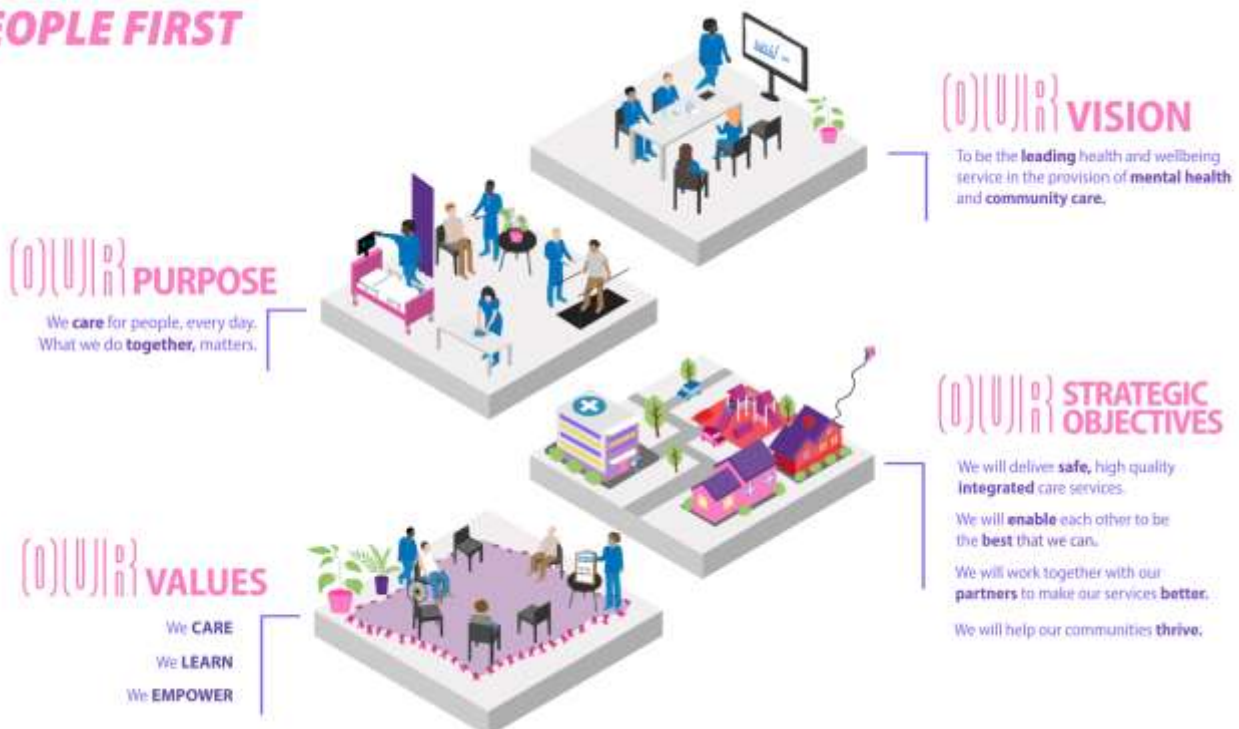 EOPLE FIRST
OUR VISION
To be the leading health and wellbeing
service in the provision of mental health
and community care.
OUR PURPOSE
We care for people, every day.
What we do together, matters.
OUR STRATEGIC
OBJECTIVES
We will deliver safe, high quality
integrated care services.
We will enable each other to be
the best that we can.
We will work together with our
partners to make our services better.
We will help our communities thrive.
OUR VALUES
We CARE
We LEARN
We EMPOWER